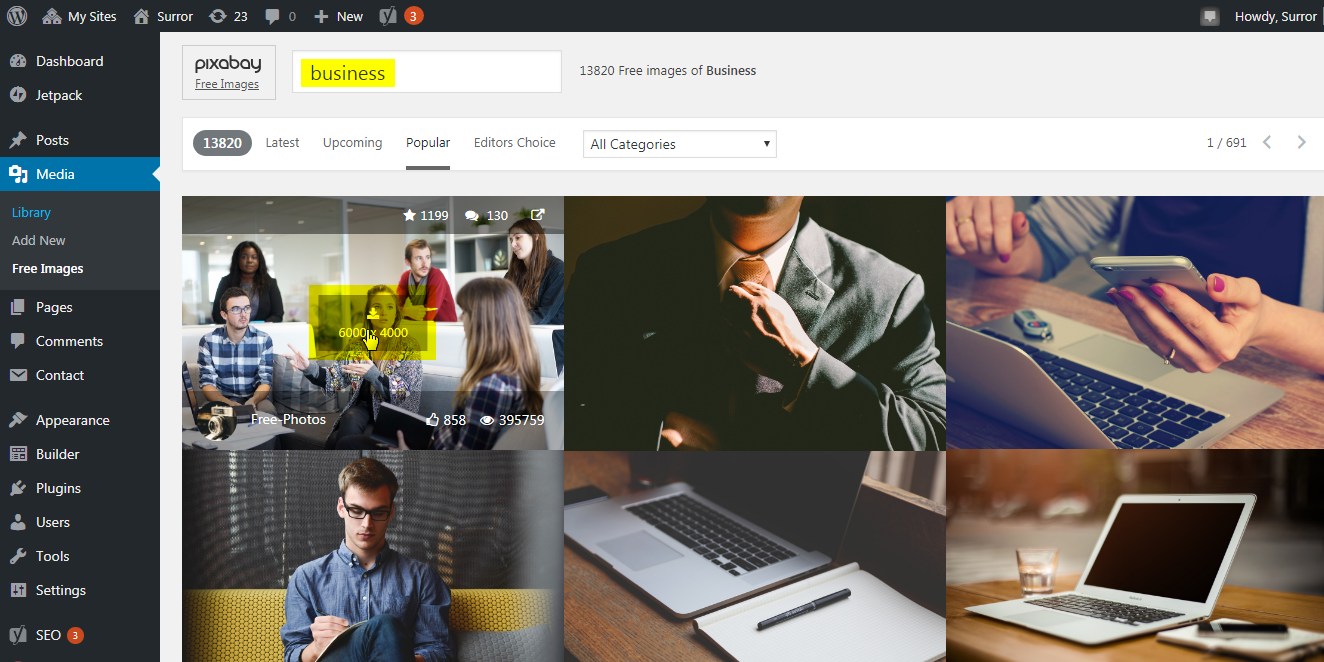 My Sites Surror 23 0 New 3 Howdy, Surror
Dashboard
Jetpack
Posts
Media
Library
Add New
Free Images
Pages
Comments
Contact
Appearance
Builder
Plugins
Users
Tools
Settings
SEO 3
pixabay
Free Images
business
13820 Free images of Business
13820 Latest Upcoming Popular Editors Choice All Categories 1 / 691
1199 130
6000 x 4000
Free-Photos 858 395759